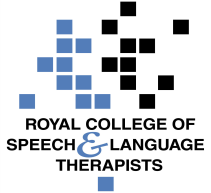 ROYAL COLLEGE OF
SPEECH & LANGUAGE
THERAPISTS